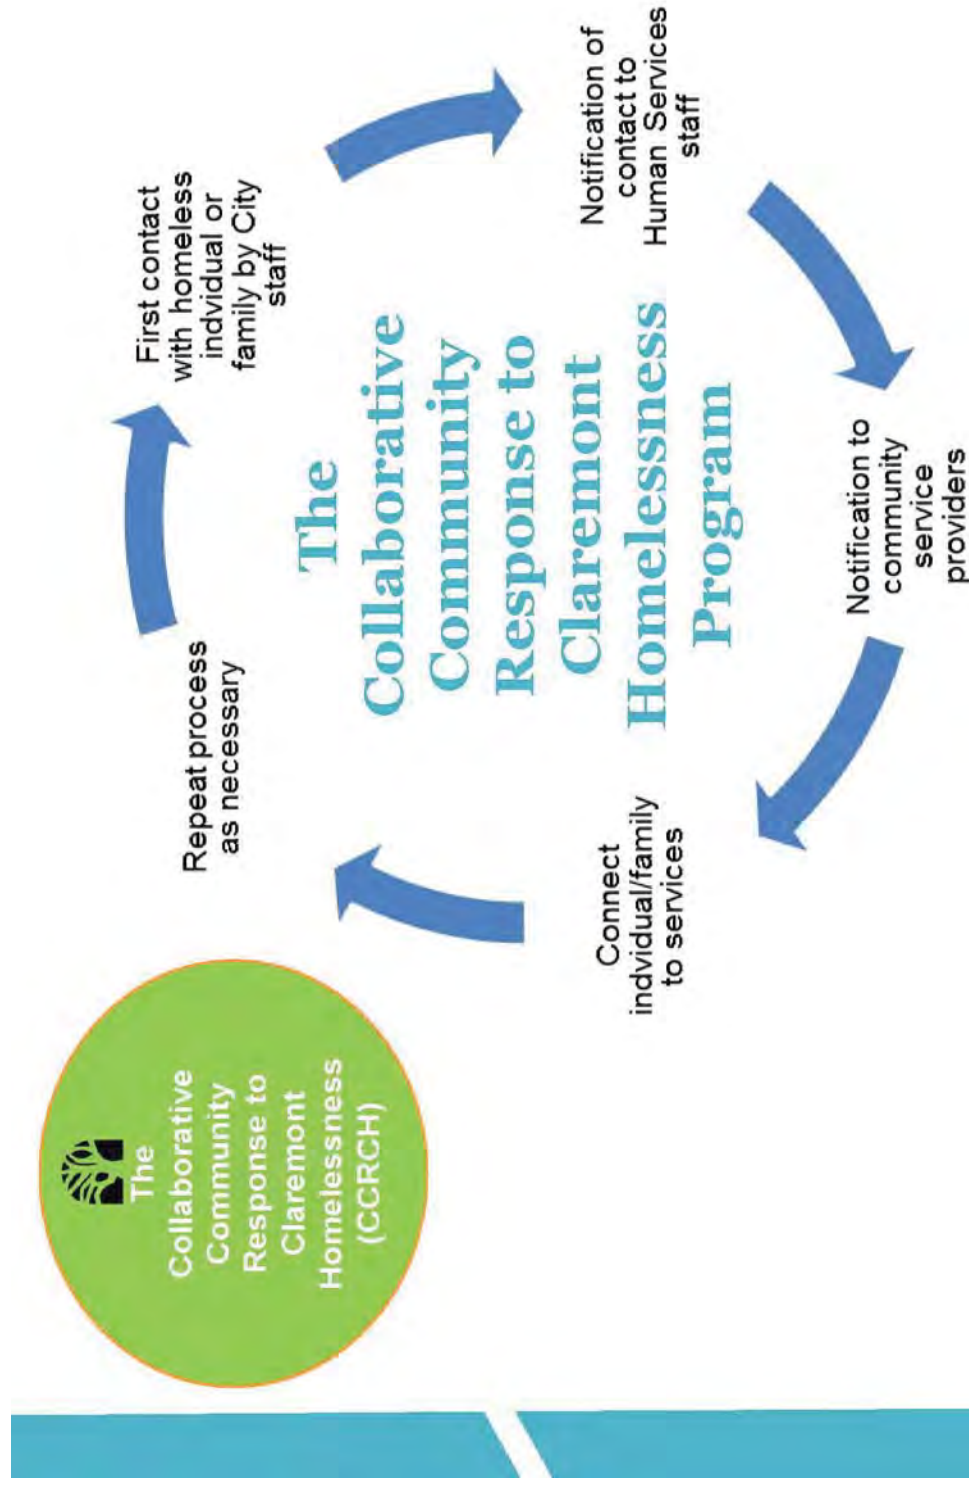 The
Collaborative
Community
Response to
Claremont
Homelessness
(CCRCH)
First contact
with homeless
indvidual or
family by City
staff
Notification of
contact to
Human Services
staff
Notification to
community
service
providers
Connect
indvidual/family
to services
Repeat process
as necessary
The
Collaborative
Community
Response to
Claremont
Homelessness
Program